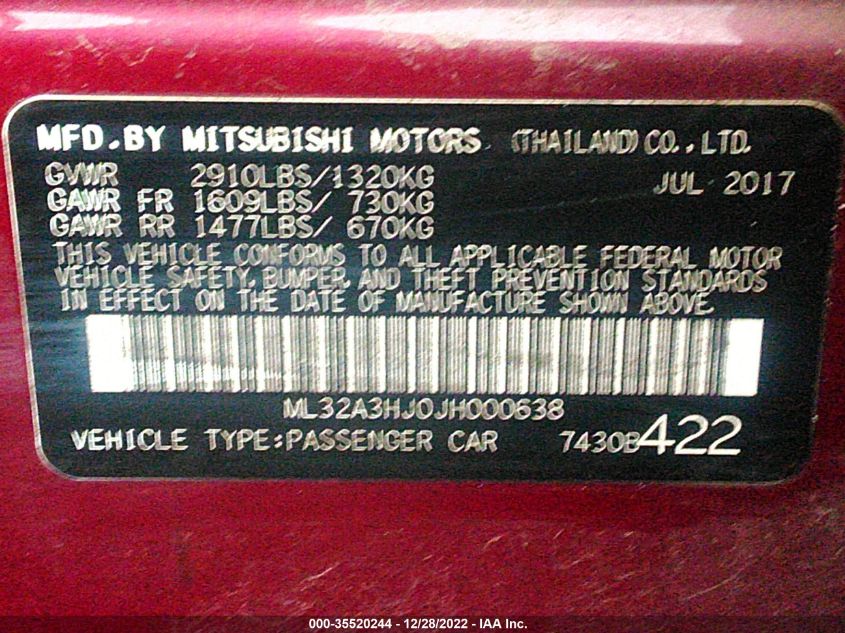 MFD. BY MITSUBISHI MOTORS (THAILAND) CO., LTD.
GVWR 2910LBS/1320KG JUL 2017
GAWR FR 1609LBS/ 730KG
GAWR RR 1477LBS/ 670KG
THIS VEHICLE CONFORMS TO ALL APPLICABLE FEDERAL MOTOR
VEHICLE SAFETY, BUMPER, AND THEFT PREVENTION STANDARDS
IN EFFECT ON THE DATE OF MANUFACTURE SHOWN ABOVE.
ML32A3HJ0JH000638
VEHICLE TYPE:PASSENGER CAR 7430B422
000-35520244 - 12/28/2022 - IAA Inc.